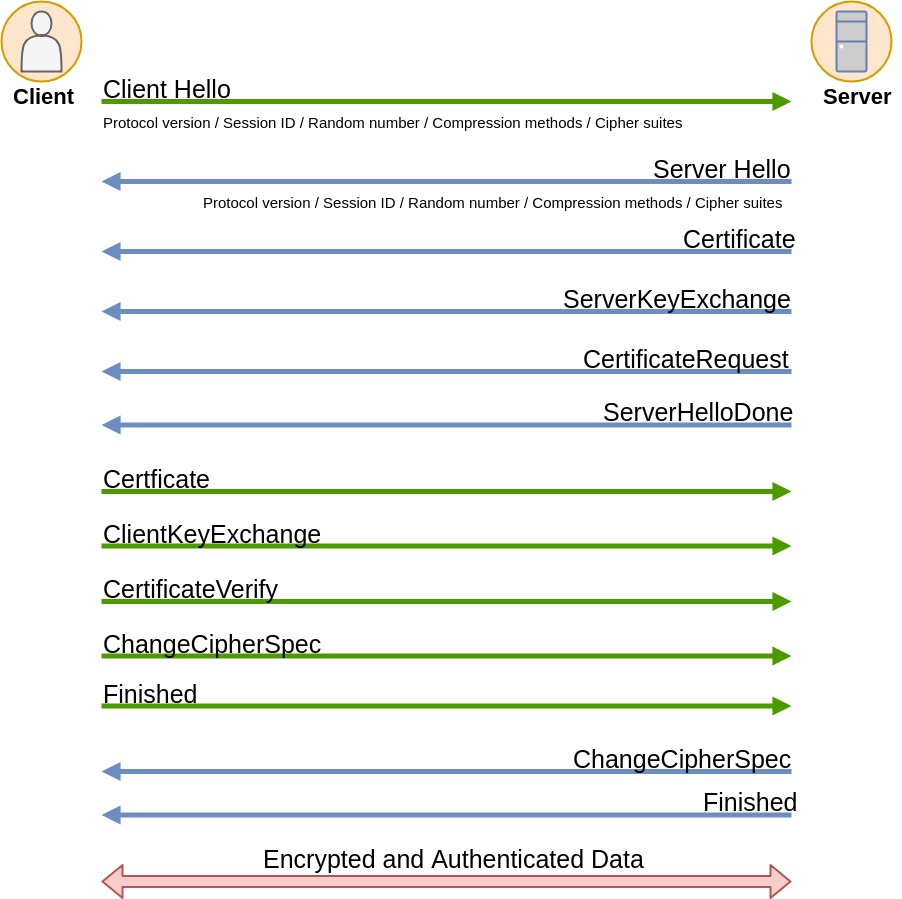 Client
Server
Client Hello
Protocol version / Session ID / Random number / Compression methods / Cipher suites
Server Hello
Protocol version / Session ID / Random number / Compression methods / Cipher suites
Certificate
ServerKeyExchange
CertificateRequest
ServerHelloDone
Certficate
ClientKeyExchange
CertificateVerify
ChangeCipherSpec
Finished
ChangeCipherSpec
Finished
Encrypted and Authenticated Data